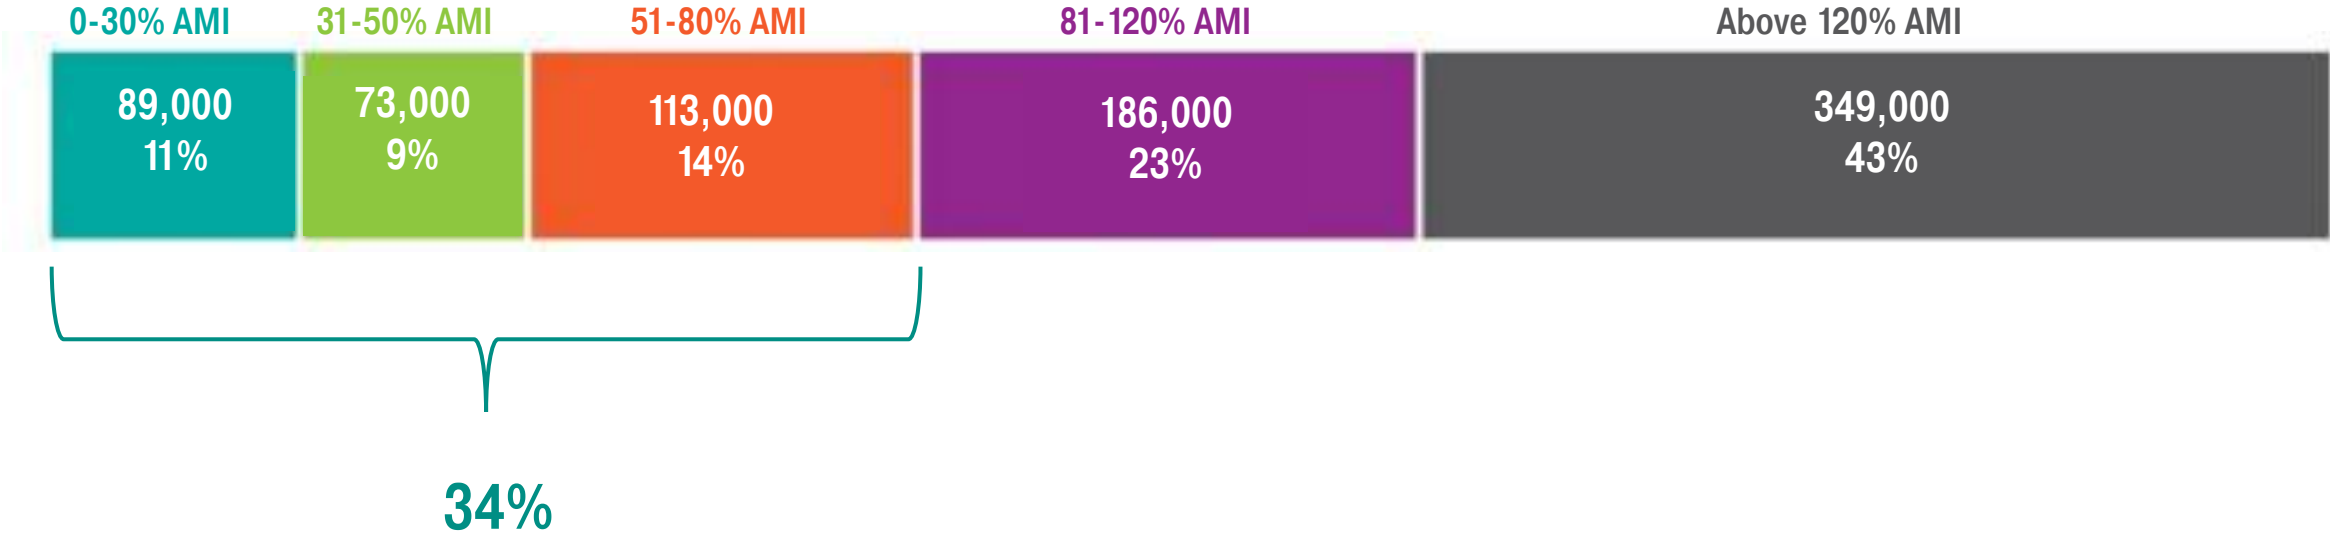 0-30% AMI
31-50% AMI
51-80% AMI
81-120% AMI
Above 120% AMI
89,000
11%
73,000
9%
113,000
14%
186,000
23%
349,000
43%
34%